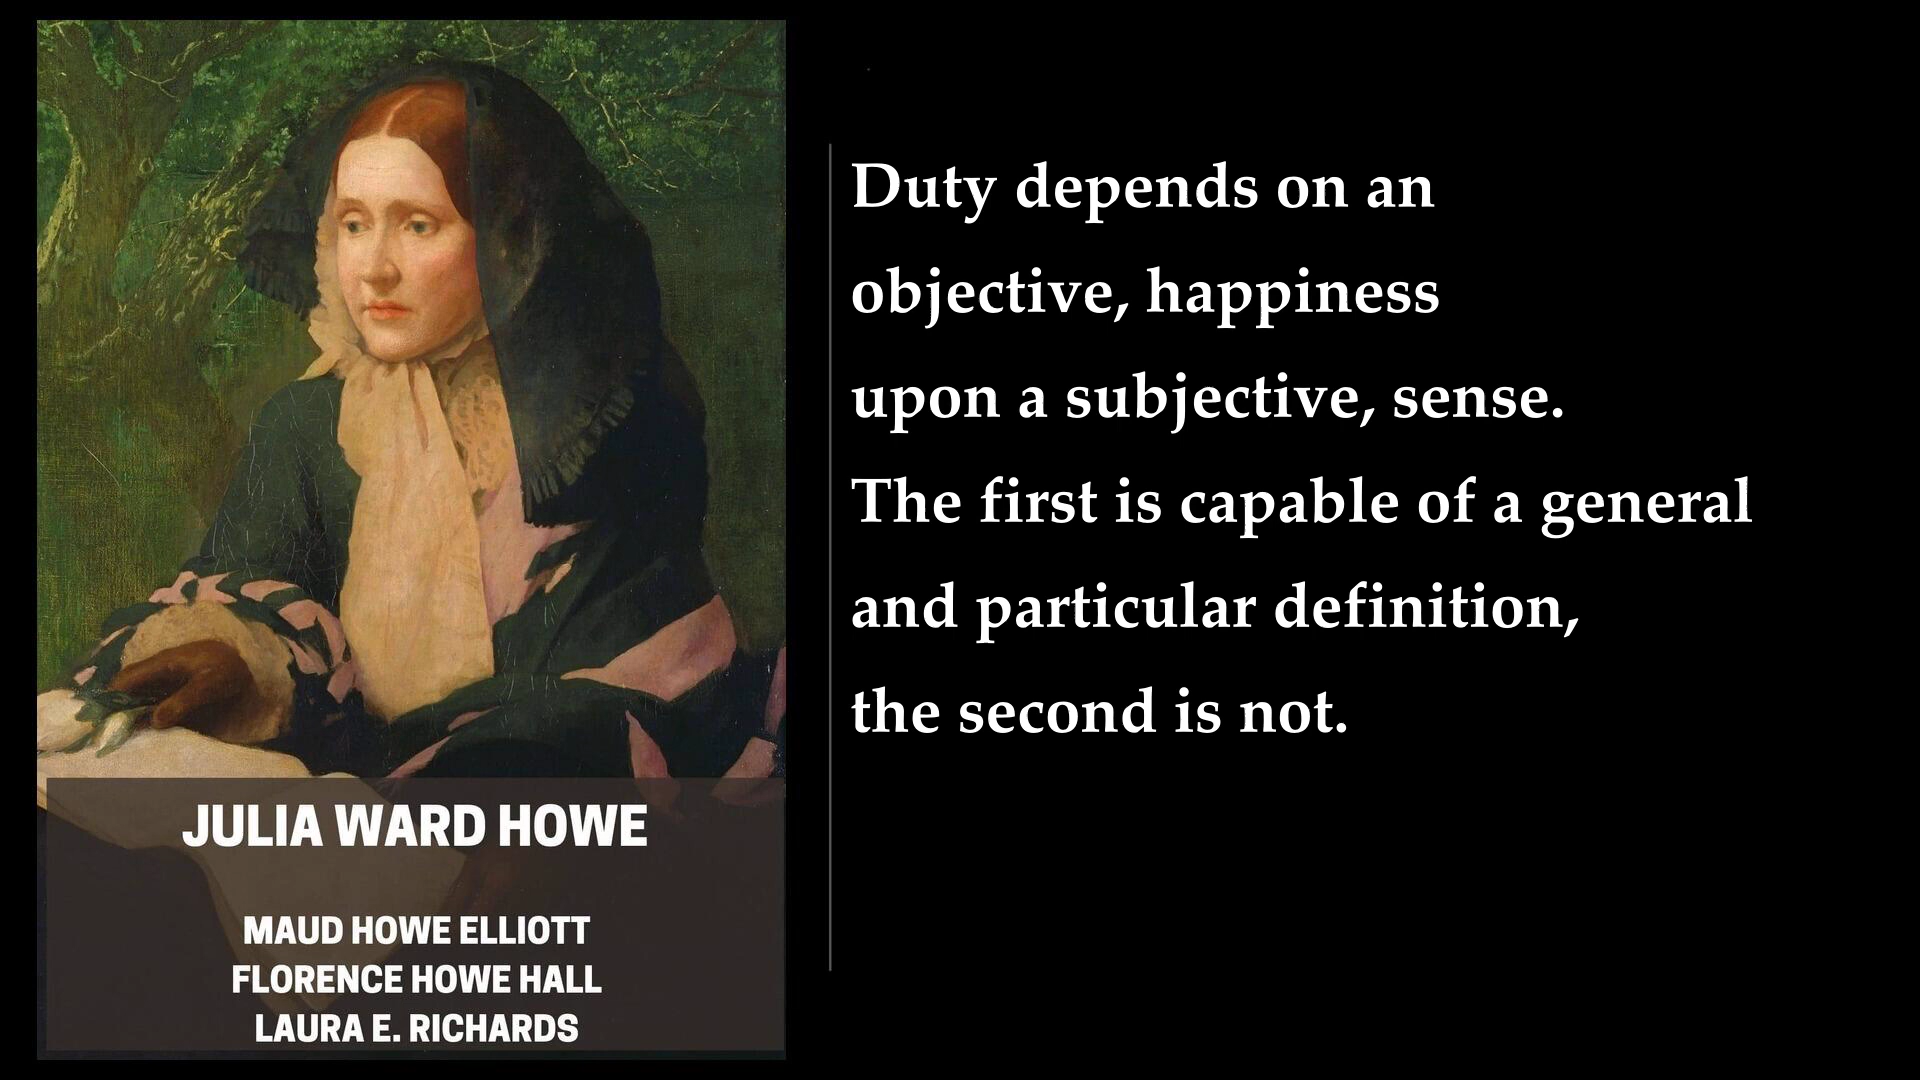 JULIA WARD HOWE
MAUD HOWE ELLIOTT
FLORENCE HOWE HALL
LAURA E. RICHARDS
Duty depends on an
objective, happiness
upon a subjective, sense.
The first is capable of a general
and particular definition,
the second is not.